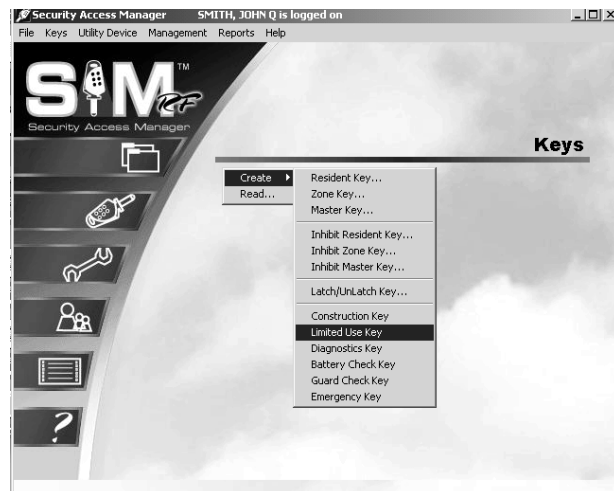 Security Access Manager SMITH, JOHN Q is logged on
File Keys Utility Device Management Reports Help
SAM TM
RF
Security Access Manager
Keys
Create
Read...
Resident Key...
Zone Key...
Master Key...
Inhibit Resident Key...
Inhibit Zone Key...
Inhibit Master Key...
Latch/UnLatch Key...
Construction Key
Limited Use Key
Diagnostics Key
Battery Check Key
Guard Check Key
Emergency Key
?